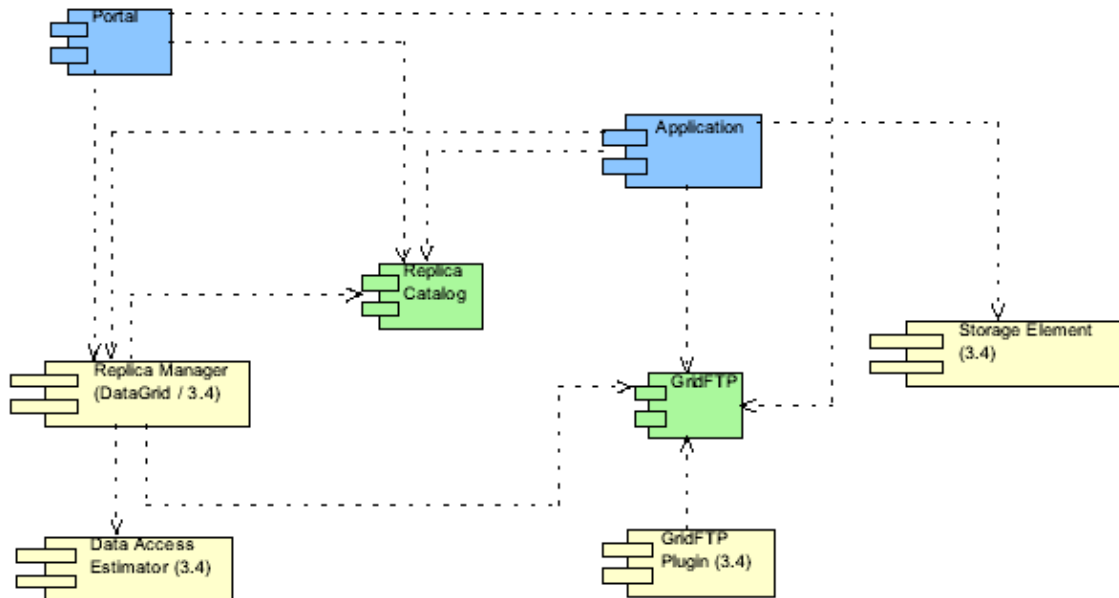 Portal
Application
Replica
Catalog
Storage Element
(3.4)
Replica Manager
(DataGrid / 3.4)
GridFTP
Data Access
Estimator (3.4)
GridFTP
Plugin (3.4)